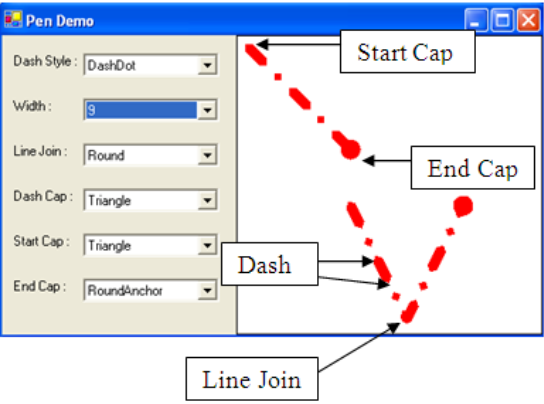 Pen Demo
Dash Style : DashDot
Width : 9
Line Join : Round
Dash Cap : Triangle
Start Cap : Triangle
End Cap : RoundAnchor
Start Cap
End Cap
Dash
Line Join